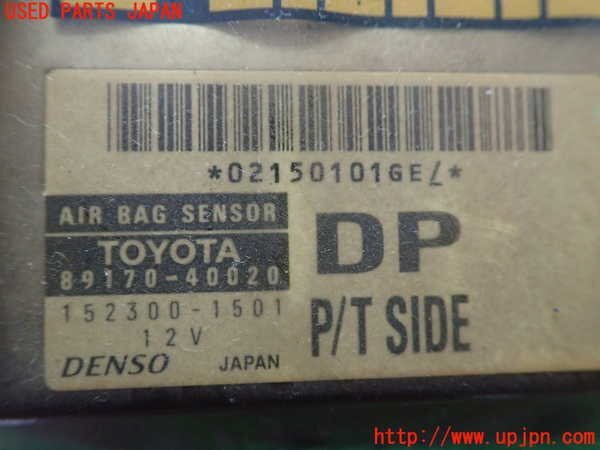 USED PARTS JAPAN
*02150101GE/*
AIR BAG SENSOR
TOYOTA
89170-40020
152300-1501
12V
DENSO JAPAN
DP
P/T SIDE
http://www.upjpn.com/